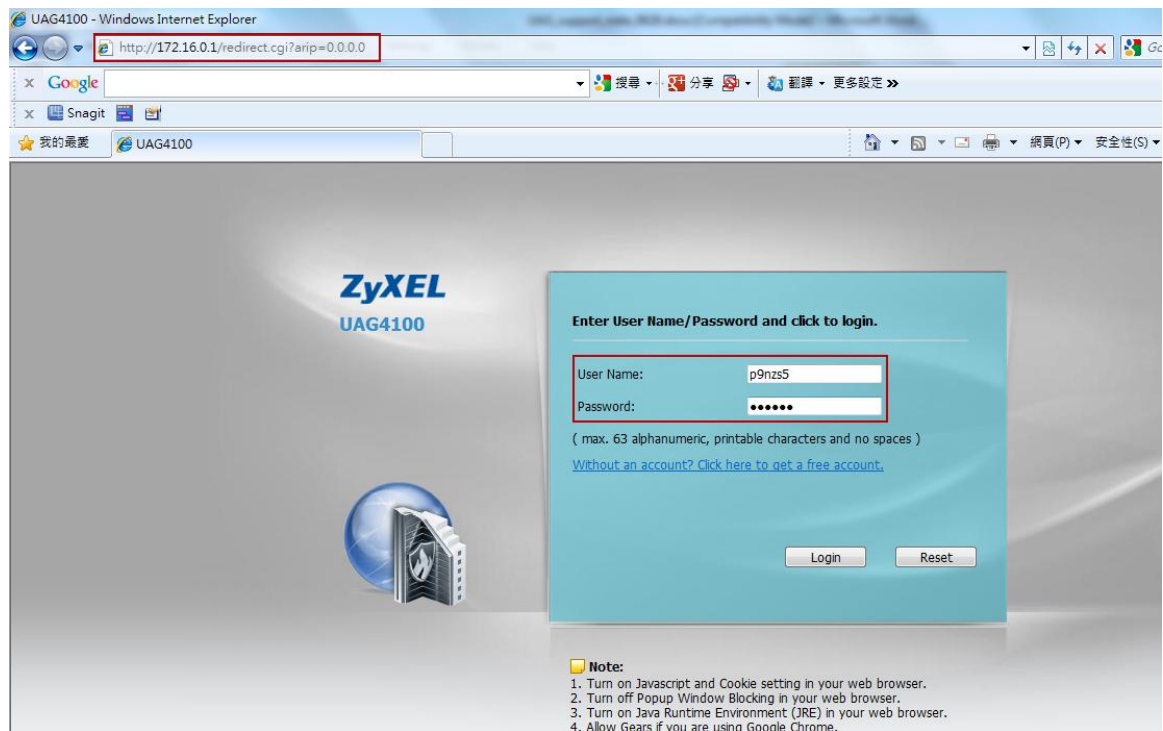 UAG4100 - Windows Internet Explorer
http://172.16.0.1/redirect.cgi?arip=0.0.0.0
x Google 搜尋 分享 翻譯 更多設定 »
x Snagit
我的最愛 UAG4100 網頁(P) 安全性(S)
ZyXEL
UAG4100
Enter User Name/Password and click to login.
User Name: p9nzs5
Password: ••••••
( max. 63 alphanumeric, printable characters and no spaces )
Without an account? Click here to get a free account.
Login Reset
Note:
1. Turn on Javascript and Cookie setting in your web browser.
2. Turn off Popup Window Blocking in your web browser.
3. Turn on Java Runtime Environment (JRE) in your web browser.
4. Allow Gears if you are using Google Chrome.